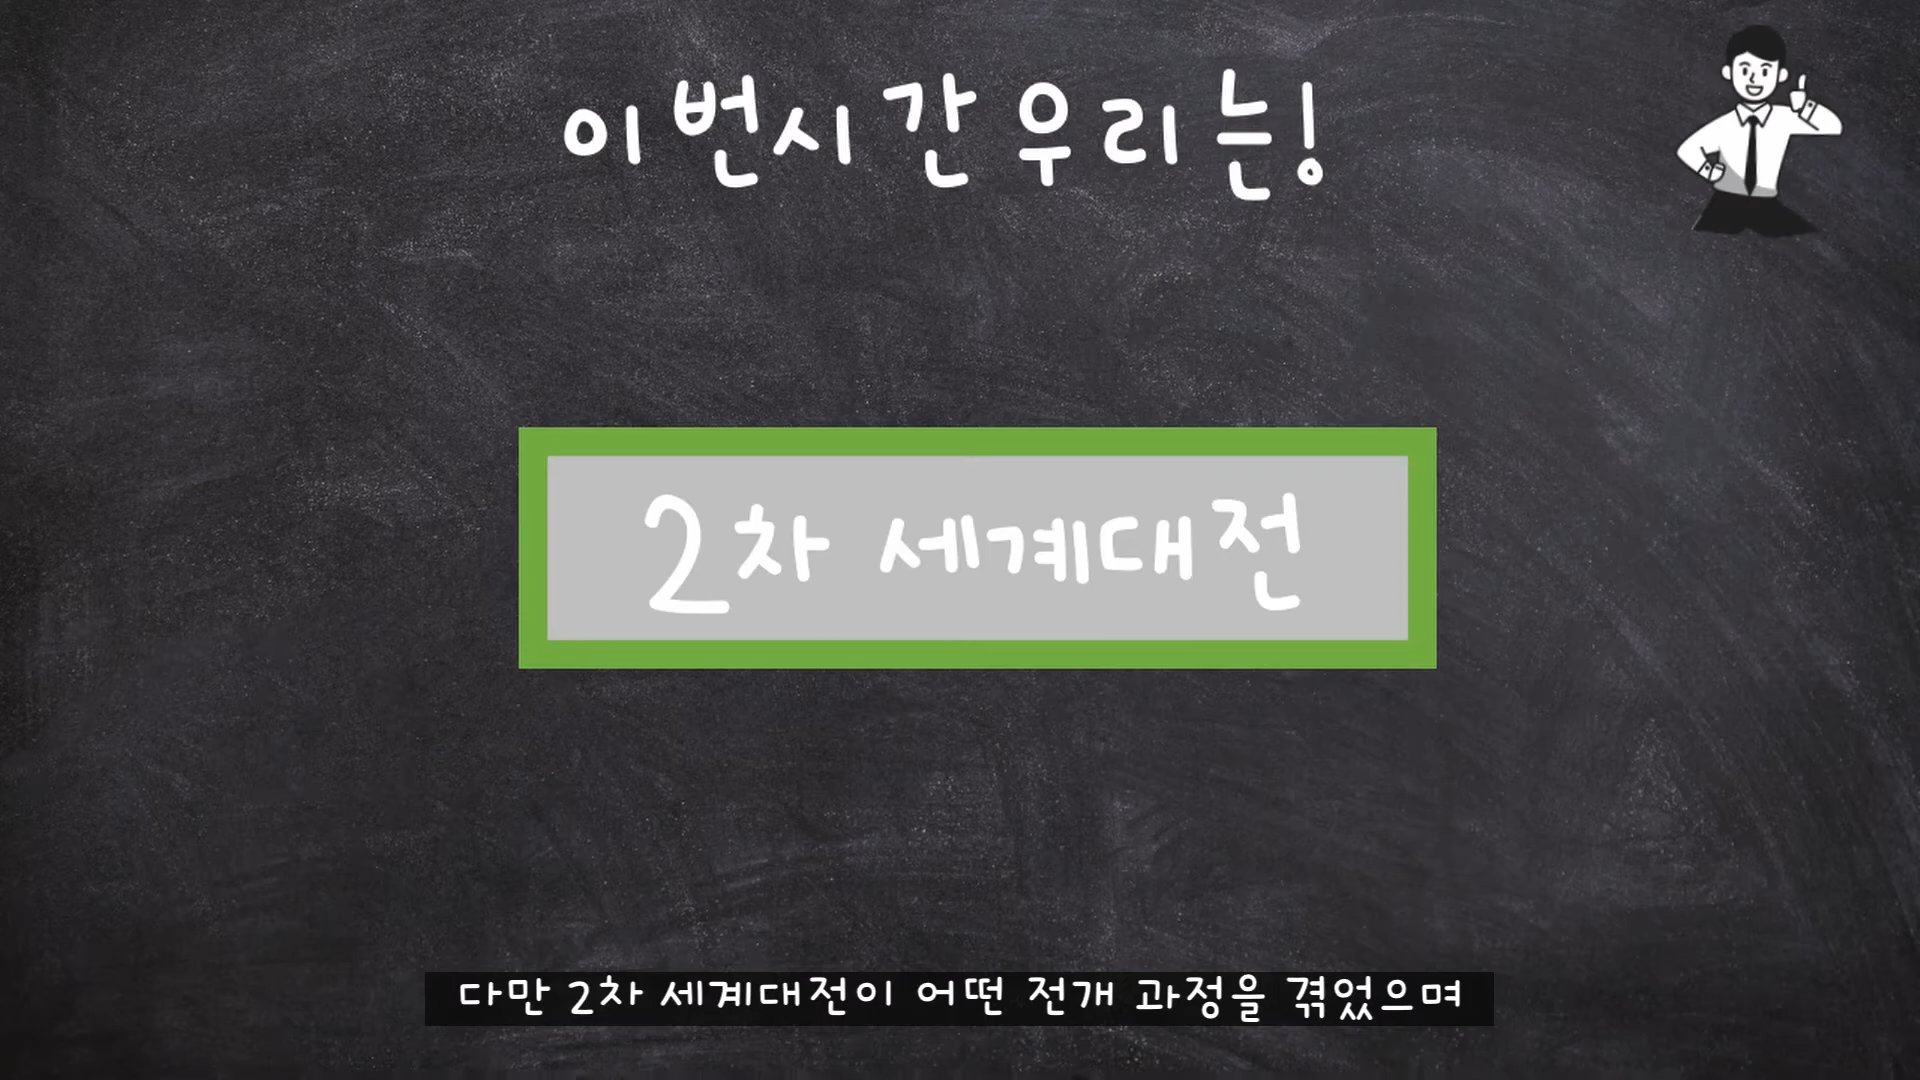 이번시간 우리는!
2차 세계대전
다만 2차 세계대전이 어떤 전개 과정을 겪었으며